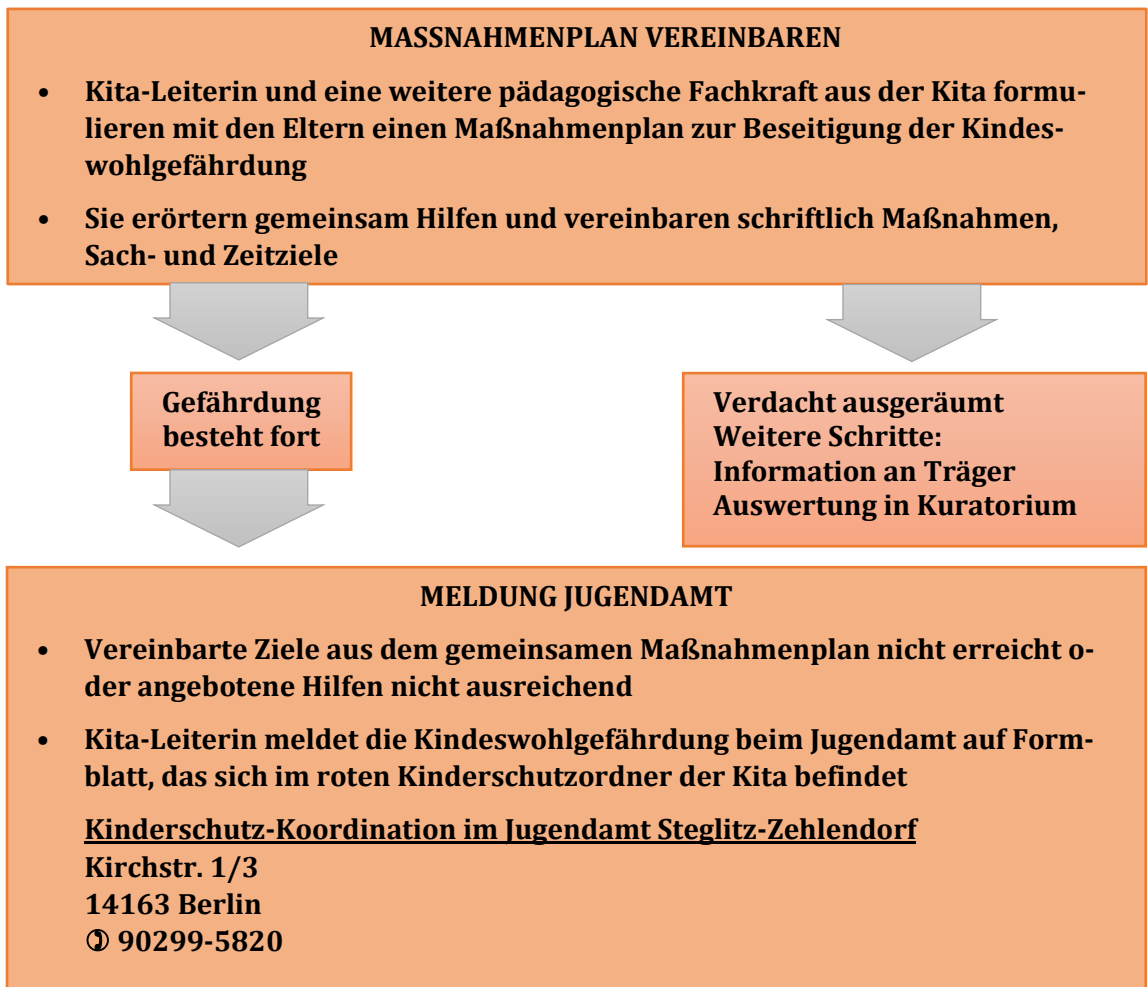 MASSNAHMENPLAN VEREINBAREN
• Kita-Leiterin und eine weitere pädagogische Fachkraft aus der Kita formu-
lieren mit den Eltern einen Maßnahmenplan zur Beseitigung der Kindes-
wohlgefährdung
• Sie erörtern gemeinsam Hilfen und vereinbaren schriftlich Maßnahmen,
Sach- und Zeitziele
Gefährdung
besteht fort
Verdacht ausgeräumt
Weitere Schritte:
Information an Träger
Auswertung in Kuratorium
MELDUNG JUGENDAMT
• Vereinbarte Ziele aus dem gemeinsamen Maßnahmenplan nicht erreicht o-
der angebotene Hilfen nicht ausreichend
• Kita-Leiterin meldet die Kindeswohlgefährdung beim Jugendamt auf Form-
blatt, das sich im roten Kinderschutzordner der Kita befindet
Kinderschutz-Koordination im Jugendamt Steglitz-Zehlendorf
Kirchstr. 1/3
14163 Berlin
✆ 90299-5820